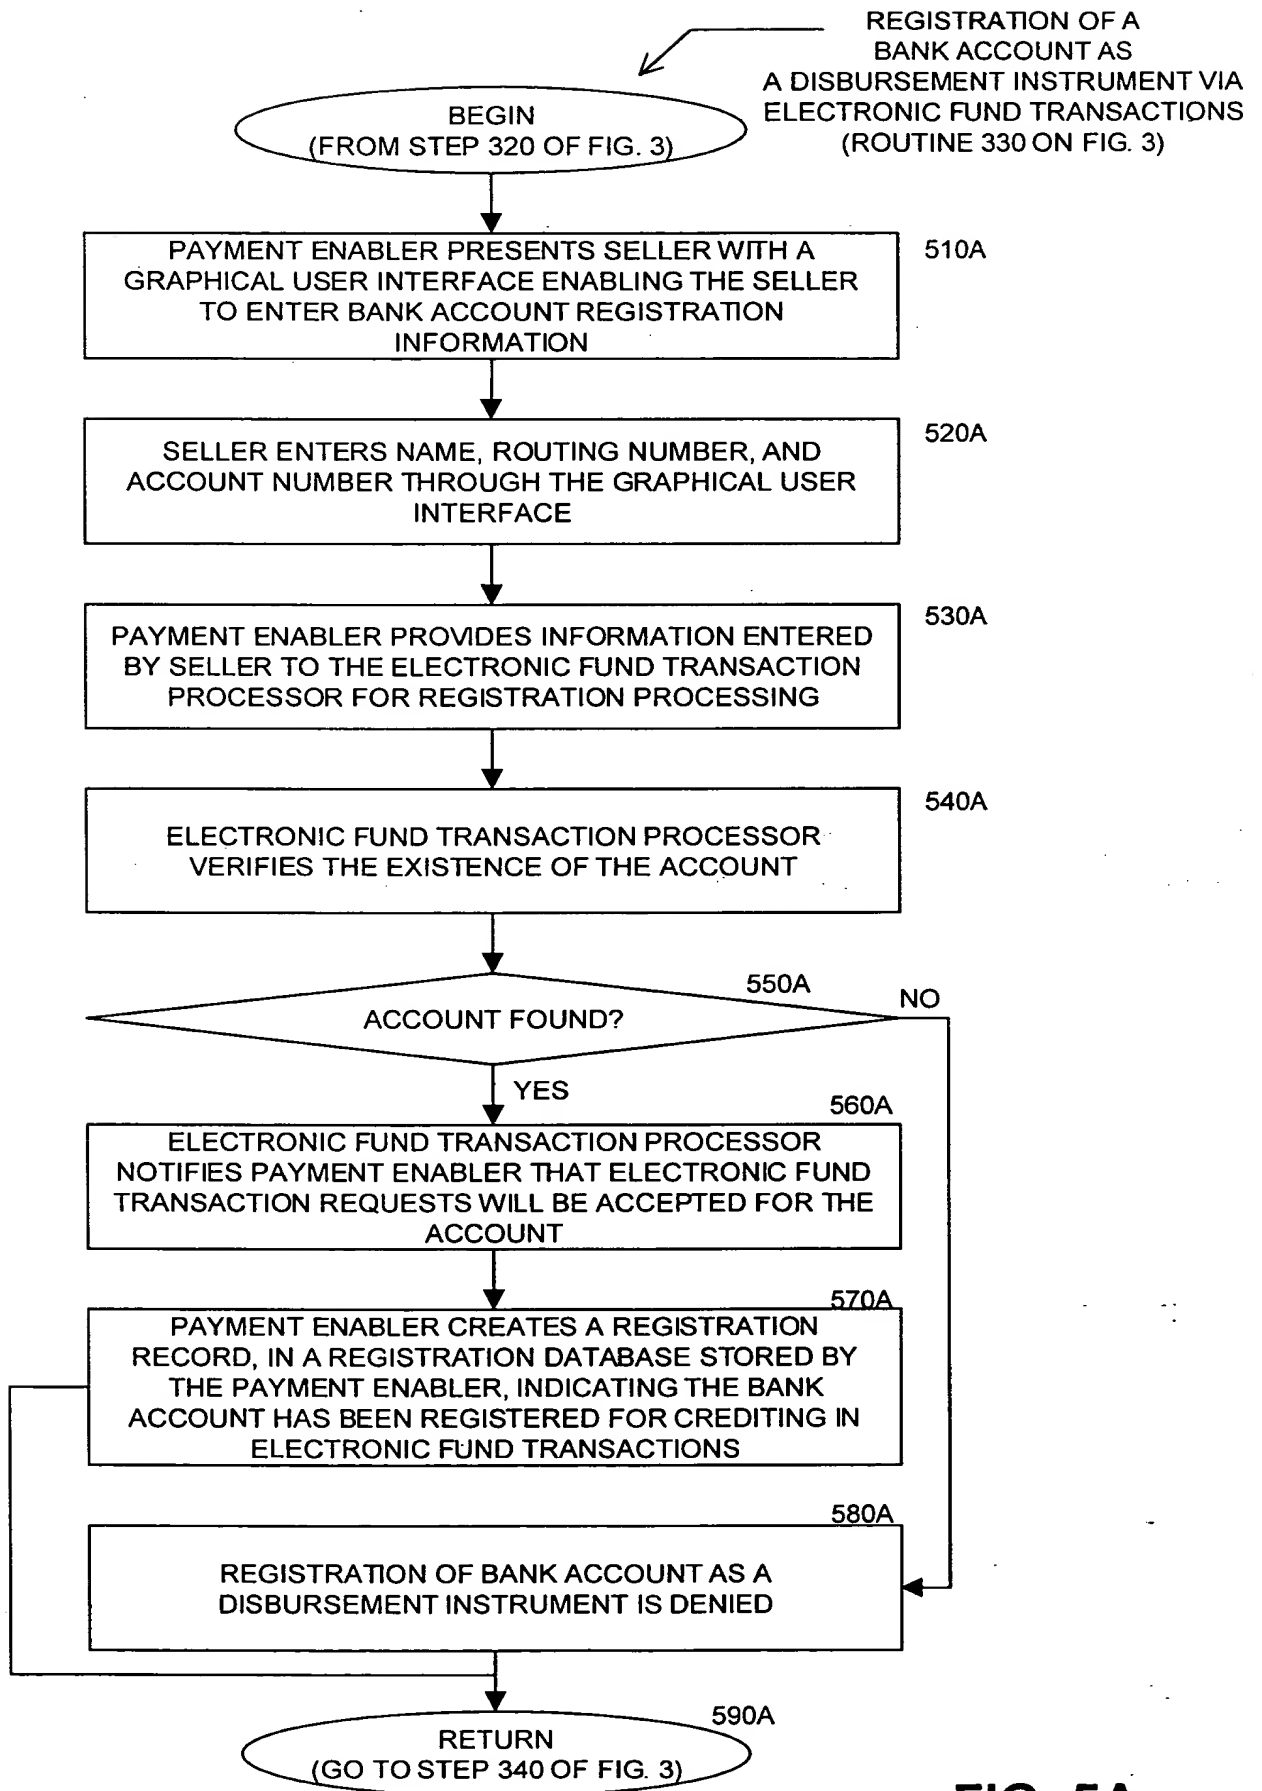 REGISTRATION OF A
BANK ACCOUNT AS
A DISBURSEMENT INSTRUMENT VIA
ELECTRONIC FUND TRANSACTIONS
(ROUTINE 330 ON FIG. 3)
BEGIN
(FROM STEP 320 OF FIG. 3)
510A
PAYMENT ENABLER PRESENTS SELLER WITH A
GRAPHICAL USER INTERFACE ENABLING THE SELLER
TO ENTER BANK ACCOUNT REGISTRATION
INFORMATION
520A
SELLER ENTERS NAME, ROUTING NUMBER, AND
ACCOUNT NUMBER THROUGH THE GRAPHICAL USER
INTERFACE
530A
PAYMENT ENABLER PROVIDES INFORMATION ENTERED
BY SELLER TO THE ELECTRONIC FUND TRANSACTION
PROCESSOR FOR REGISTRATION PROCESSING
540A
ELECTRONIC FUND TRANSACTION PROCESSOR
VERIFIES THE EXISTENCE OF THE ACCOUNT
550A
NO
ACCOUNT FOUND?
YES
560A
ELECTRONIC FUND TRANSACTION PROCESSOR
NOTIFIES PAYMENT ENABLER THAT ELECTRONIC FUND
TRANSACTION REQUESTS WILL BE ACCEPTED FOR THE
ACCOUNT
570A
PAYMENT ENABLER CREATES A REGISTRATION
RECORD, IN A REGISTRATION DATABASE STORED BY
THE PAYMENT ENABLER, INDICATING THE BANK
ACCOUNT HAS BEEN REGISTERED FOR CREDITING IN
ELECTRONIC FUND TRANSACTIONS
580A
REGISTRATION OF BANK ACCOUNT AS A
DISBURSEMENT INSTRUMENT IS DENIED
590A
RETURN
(GO TO STEP 340 OF FIG. 3)
FIG. 5A